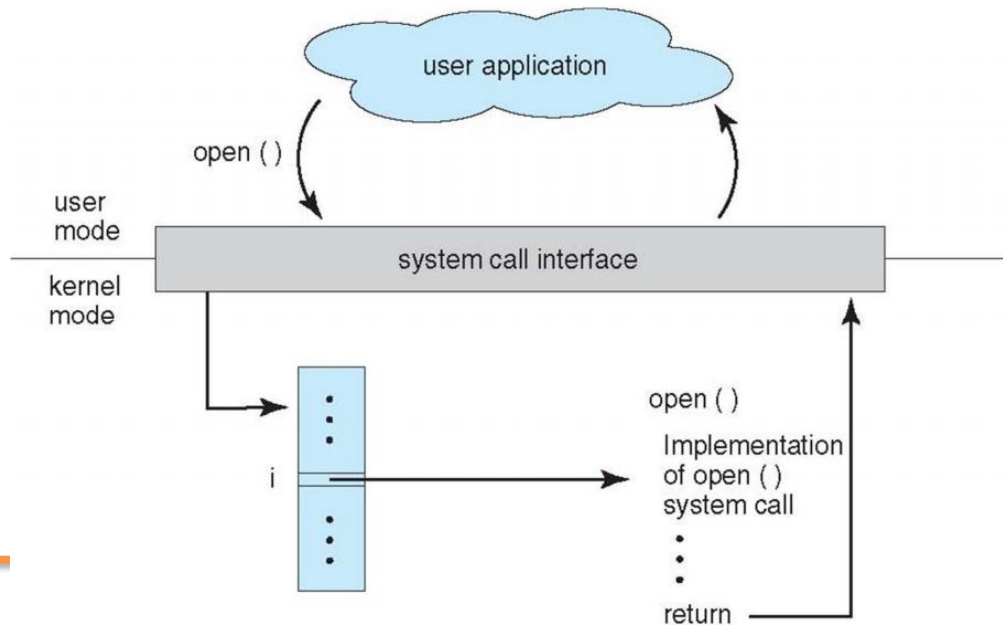 user application
open ( )
user
mode
system call interface
kernel
mode
open ( )
Implementation
of open ( )
system call
i
return